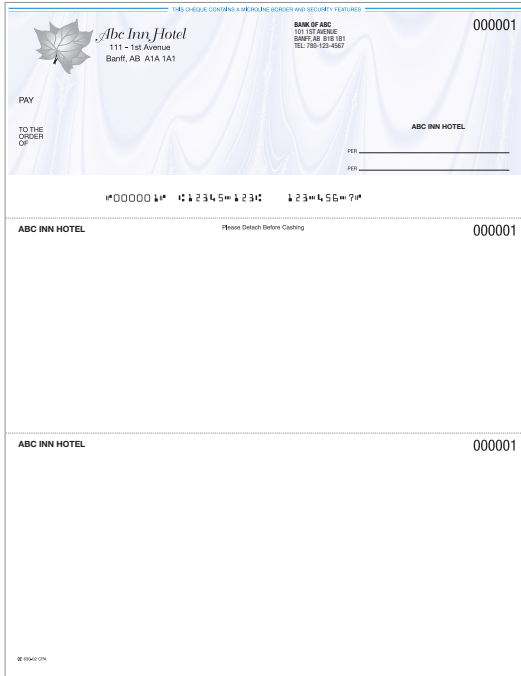 THIS CHEQUE CONTAINS A MICROLINE BORDER AND SECURITY FEATURES
Abc Inn Hotel
111 - 1st Avenue
Banff, AB A1A 1A1
BANK OF ABC
101 1ST AVENUE
BANFF, AB B1B 1B1
TEL: 780-123-4567
000001
PAY
TO THE
ORDER
OF
ABC INN HOTEL
PER
PER
⑈000001⑈ ⑆12345⑉123⑆ 123⑉456⑉7⑈
ABC INN HOTEL
Please Detach Before Cashing
000001
ABC INN HOTEL
000001